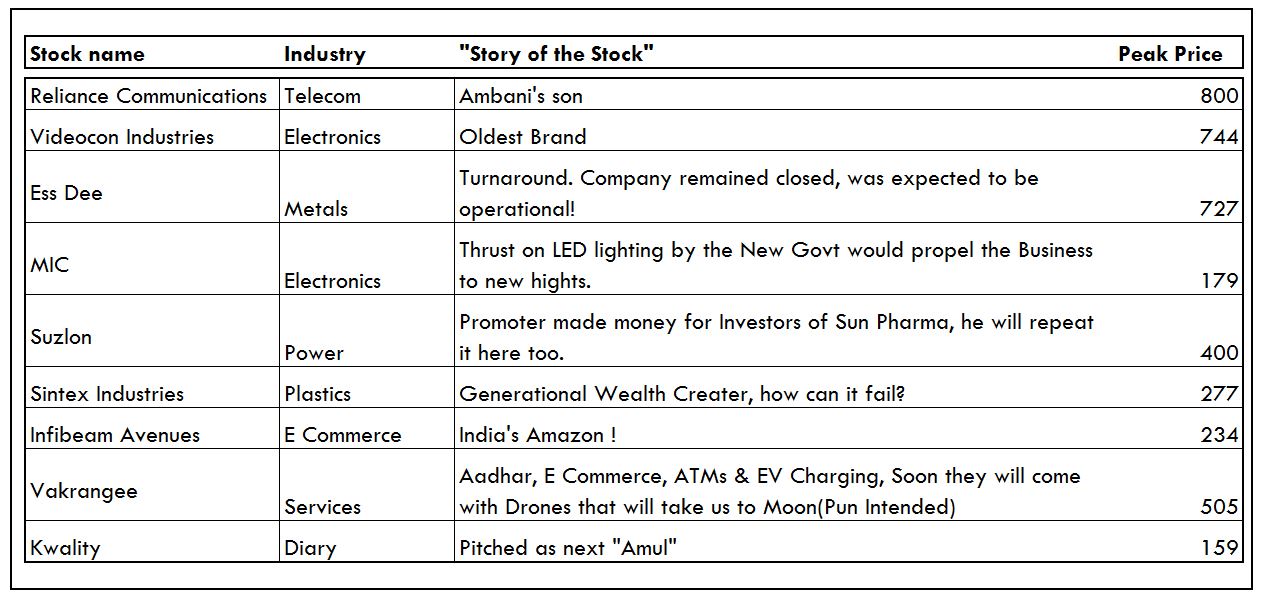 Stock name Industry "Story of the Stock" Peak Price
Reliance Communications Telecom Ambani's son 800
Videocon Industries Electronics Oldest Brand 744
Ess Dee Metals Turnaround. Company remained closed, was expected to be
operational! 727
MIC Electronics Thrust on LED lighting by the New Govt would propel the Business
to new hights. 179
Suzlon Power Promoter made money for Investors of Sun Pharma, he will repeat
it here too. 400
Sintex Industries Plastics Generational Wealth Creater, how can it fail? 277
Infibeam Avenues E Commerce India's Amazon ! 234
Vakrangee Services Aadhar, E Commerce, ATMs & EV Charging, Soon they will come
with Drones that will take us to Moon(Pun Intended) 505
Kwality Diary Pitched as next "Amul" 159